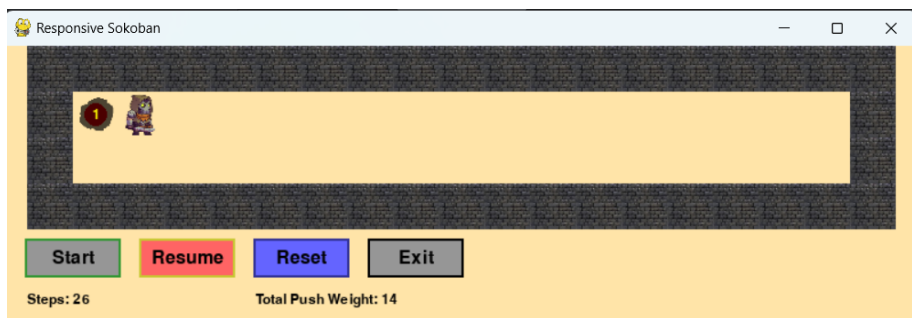 Responsive Sokoban
1
Start Resume Reset Exit
Steps: 26 Total Push Weight: 14